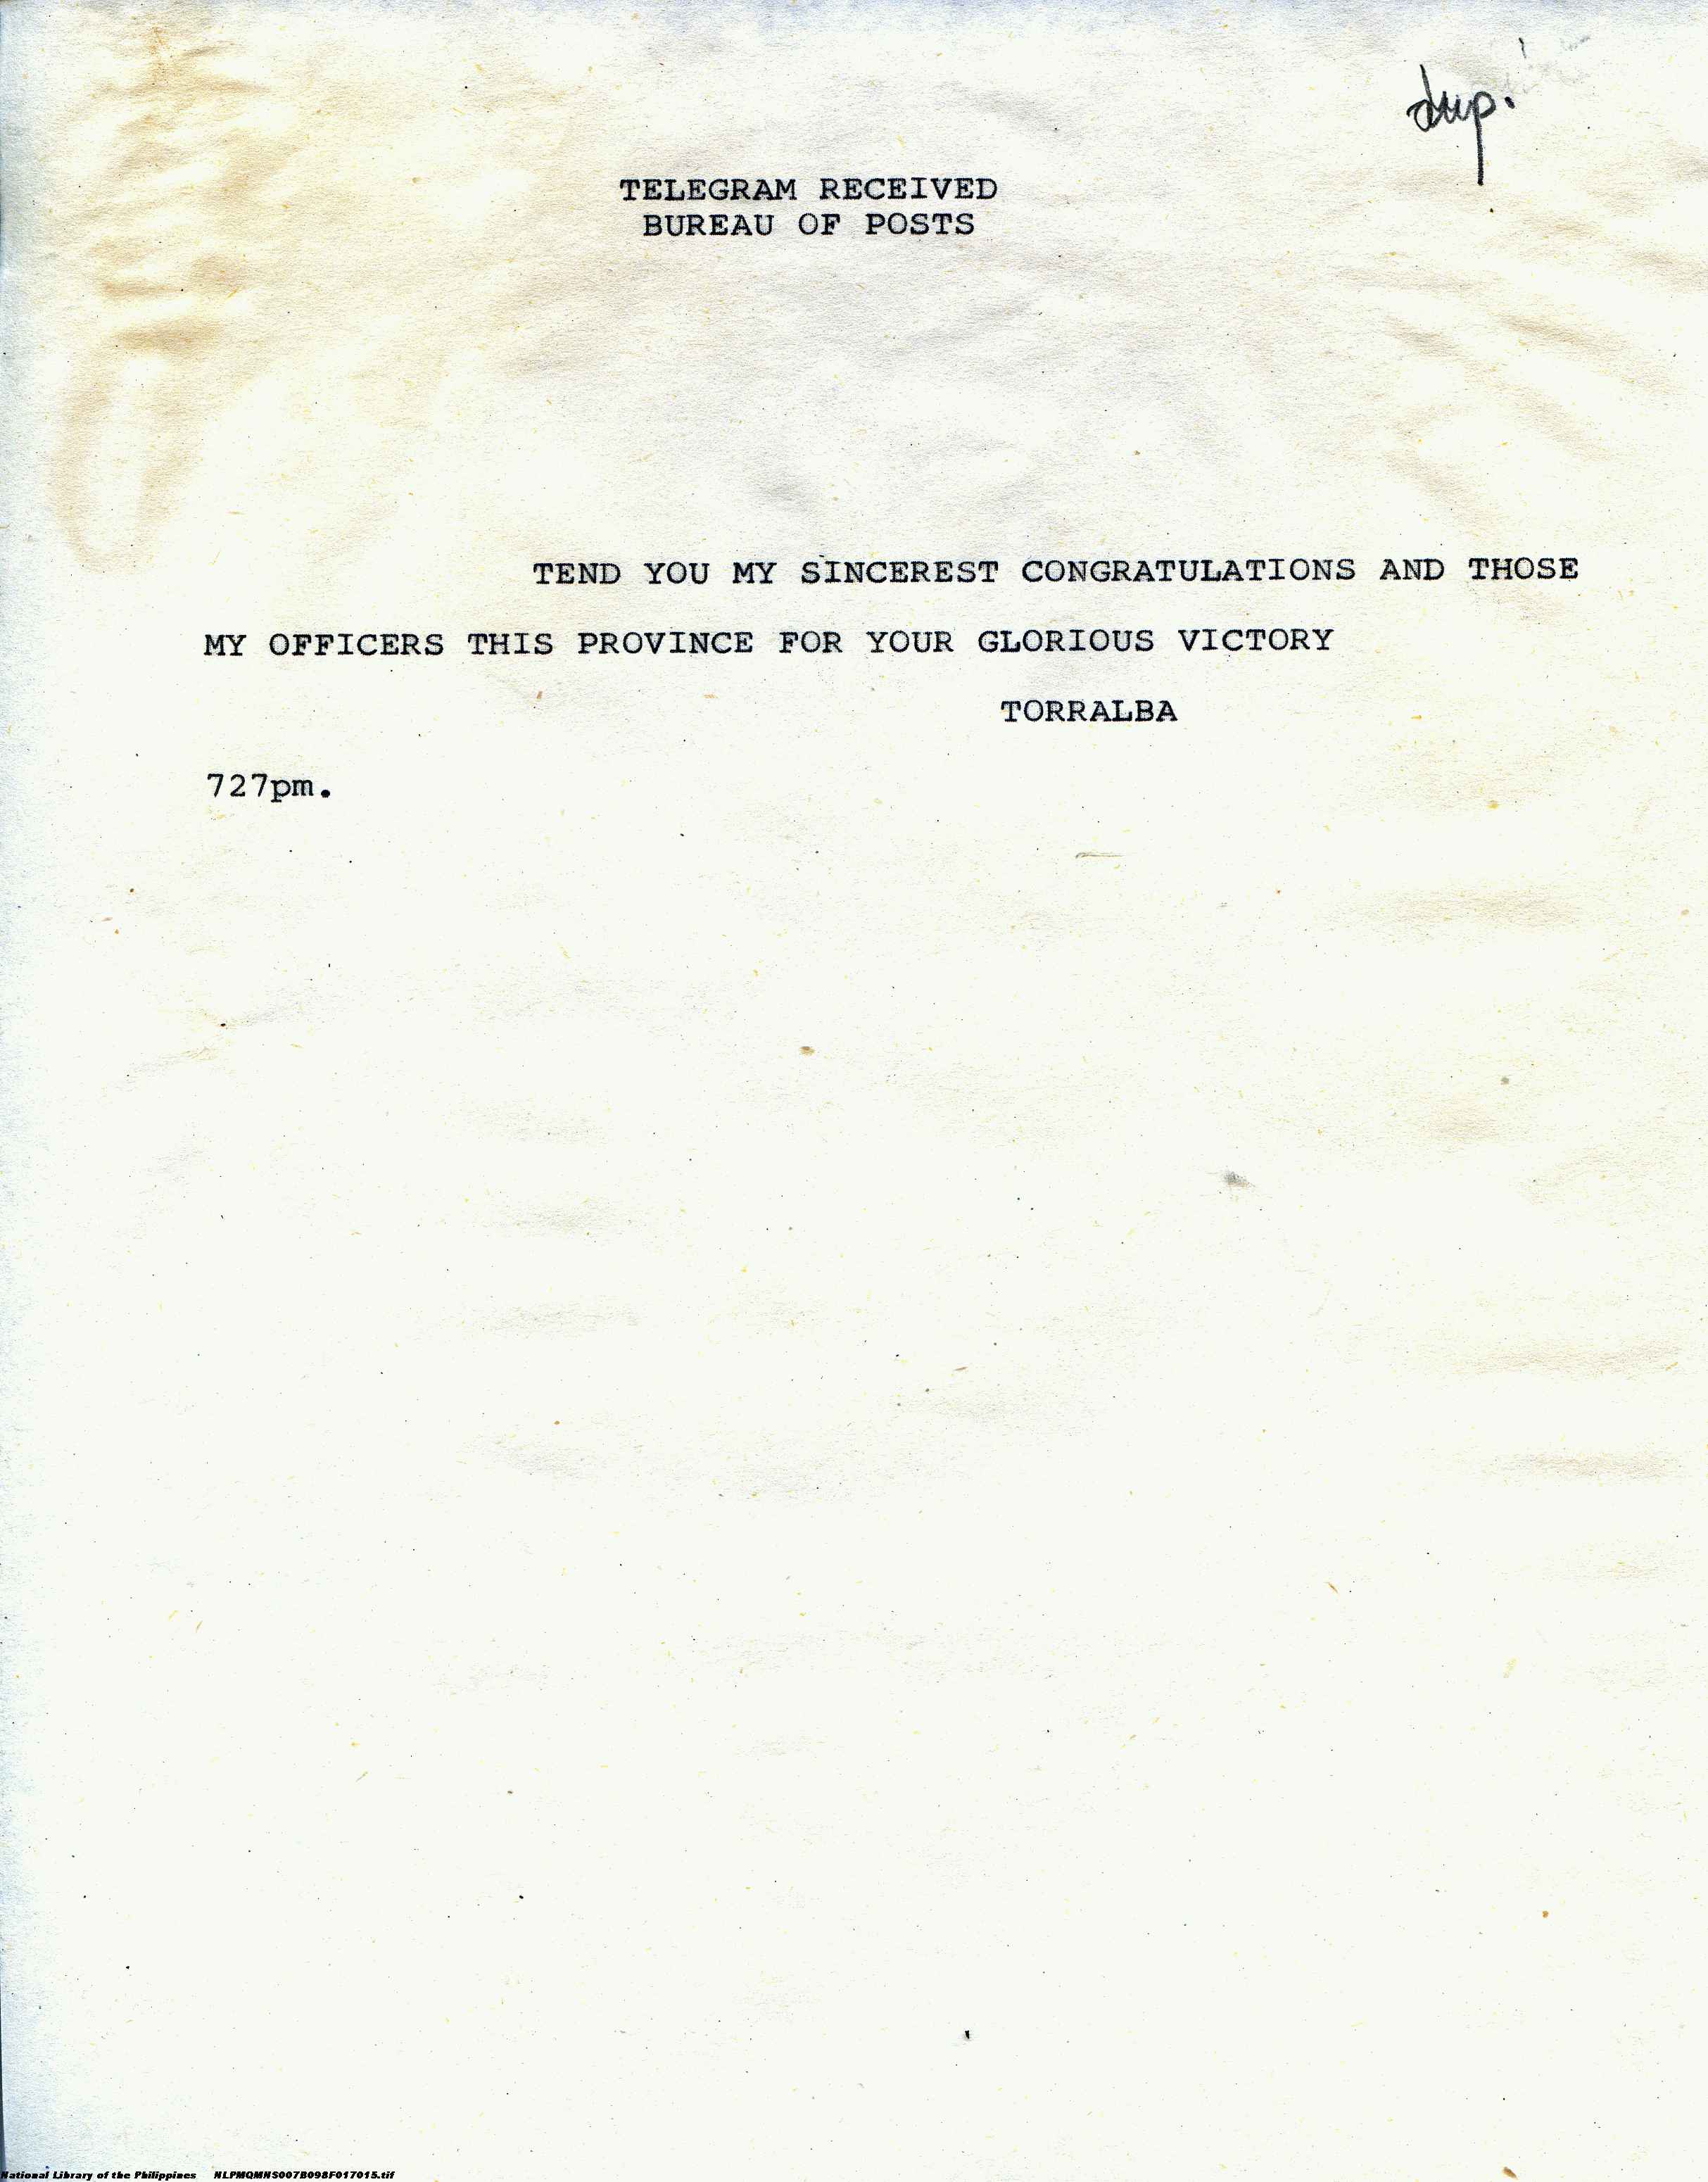 dup.
TELEGRAM RECEIVED
BUREAU OF POSTS
TEND YOU MY SINCEREST CONGRATULATIONS AND THOSE
MY OFFICERS THIS PROVINCE FOR YOUR GLORIOUS VICTORY
TORRALBA
727pm.
National Library of the Philippines NLPMQMNS007B098F017015.tif